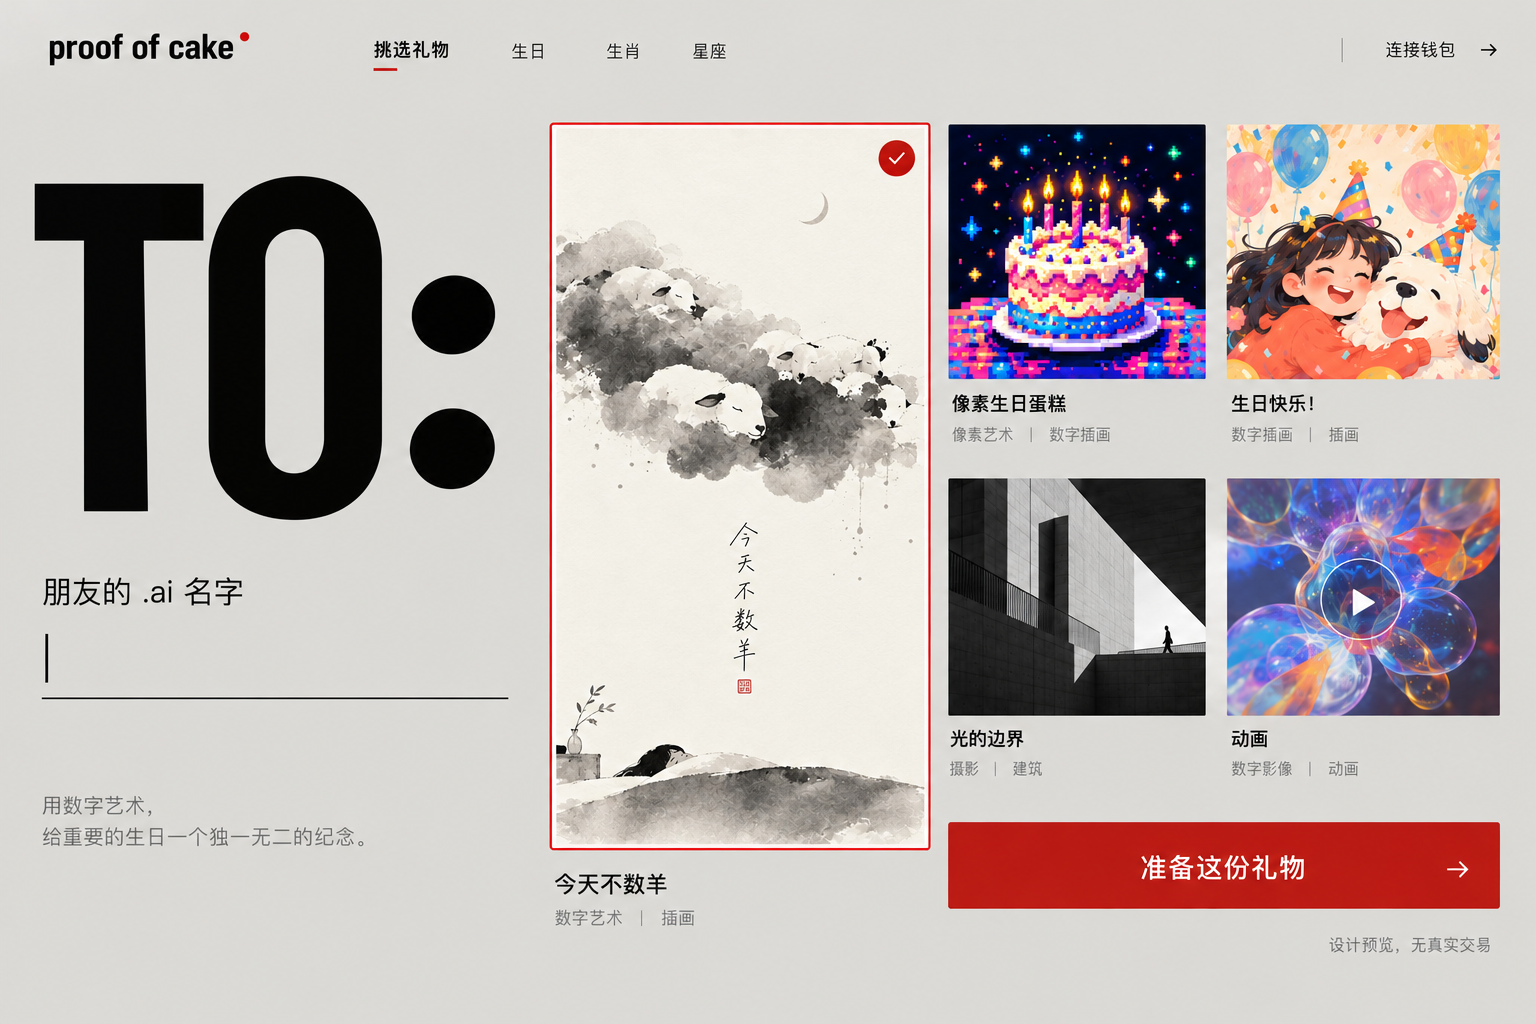 proof of cake
挑选礼物
生日
生肖
星座
连接钱包 →
TO:
朋友的 .ai 名字
用数字艺术，
给重要的生日一个独一无二的纪念。
今天不数羊
今天不数羊
数字艺术 | 插画
像素生日蛋糕
像素艺术 | 数字插画
生日快乐！
数字插画 | 插画
光的边界
摄影 | 建筑
动画
数字影像 | 动画
准备这份礼物 →
设计预览，无真实交易